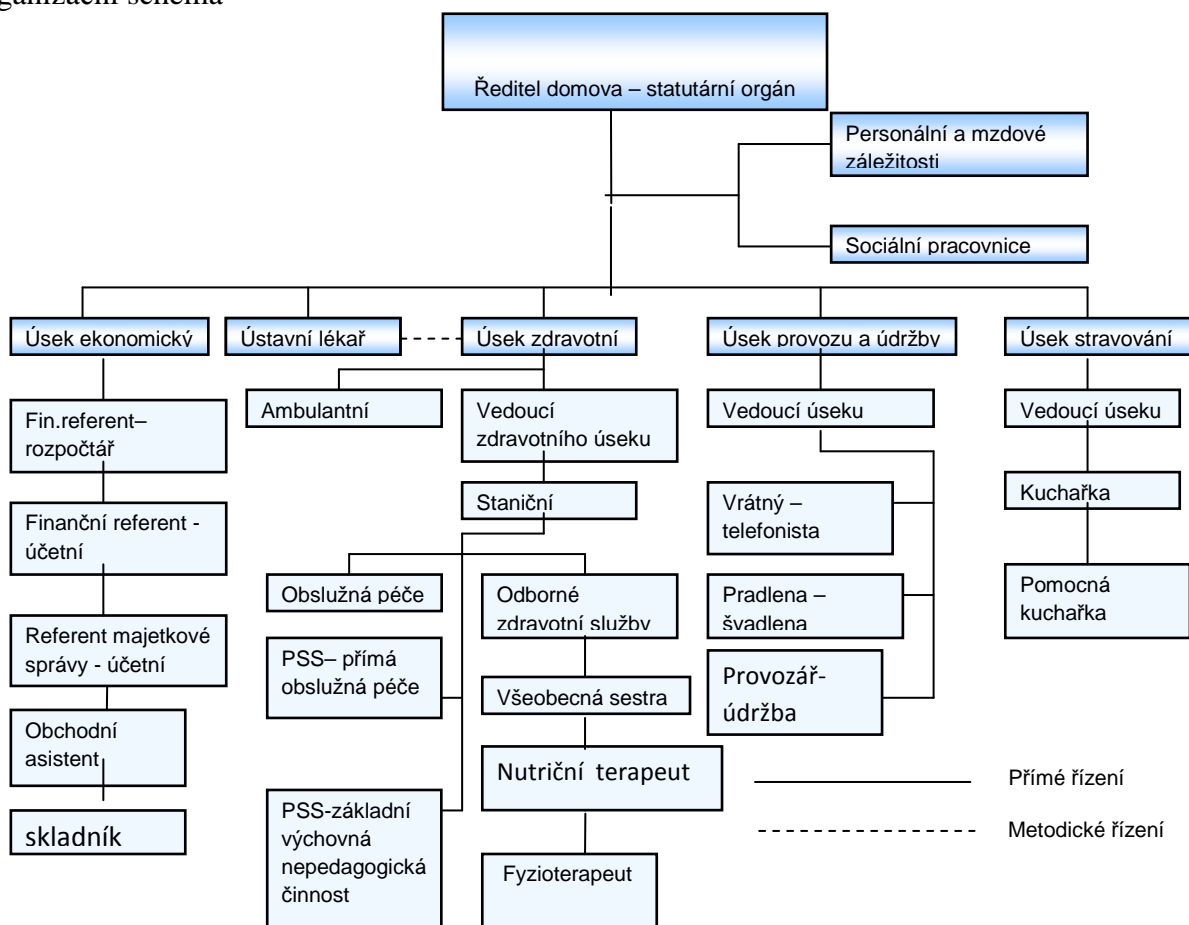 ganizační schéma
Ředitel domova – statutární orgán
Personální a mzdové
záležitosti
Sociální pracovnice
Úsek ekonomický
Ústavní lékař
Úsek zdravotní
Úsek provozu a údržby
Úsek stravování
Fin.referent–
rozpočtář
Finanční referent -
účetní
Referent majetkové
správy - účetní
Obchodní
asistent
skladník
Ambulantní
Vedoucí
zdravotního úseku
Staniční
Obslužná péče
PSS– přímá
obslužná péče
PSS-základní
výchovná
nepedagogická
činnost
Odborné
zdravotní služby
Všeobecná sestra
Nutriční terapeut
Fyzioterapeut
Vedoucí úseku
Vrátný –
telefonista
Pradlena –
švadlena
Provozář-
údržba
Vedoucí úseku
Kuchařka
Pomocná
kuchařka
Přímé řízení
Metodické řízení